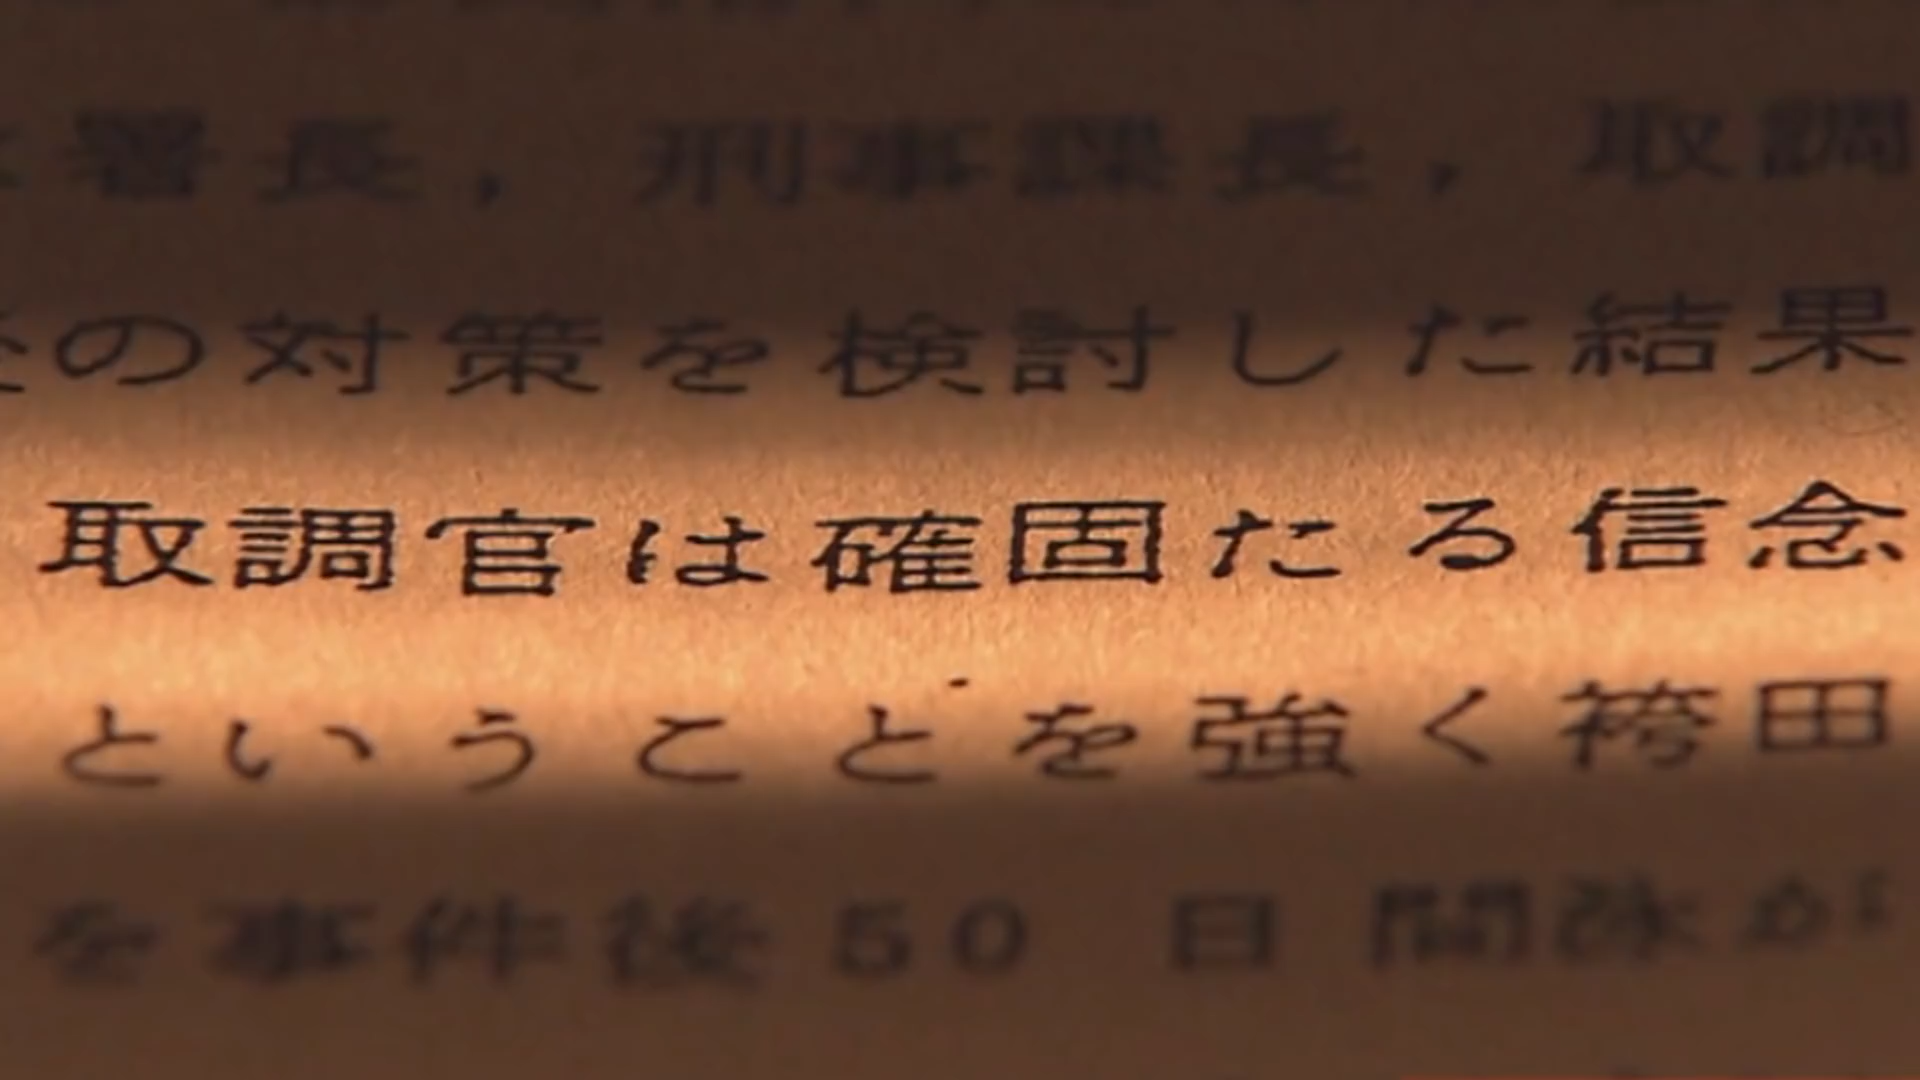 署長，刑事課長，取調
の対策を検討した結果
取調官は確固たる信念
ということを強く袴田
を事件後50日間泳が